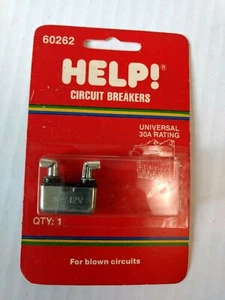 60262
HELP!®
CIRCUIT BREAKERS
UNIVERSAL
30A RATING
12V
QTY: 1
For blown circuits